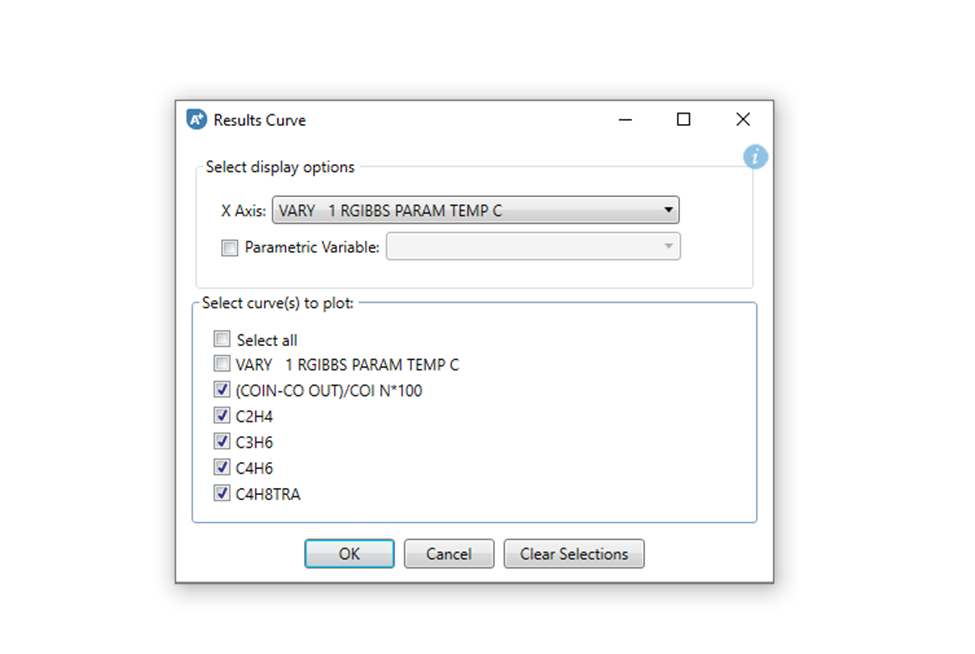 A+ Results Curve
i
Select display options
X Axis: VARY 1 RGIBBS PARAM TEMP C
Parametric Variable:
Select curve(s) to plot:
Select all
VARY 1 RGIBBS PARAM TEMP C
(COIN-CO OUT)/COI N*100
C2H4
C3H6
C4H6
C4H8TRA
OK Cancel Clear Selections